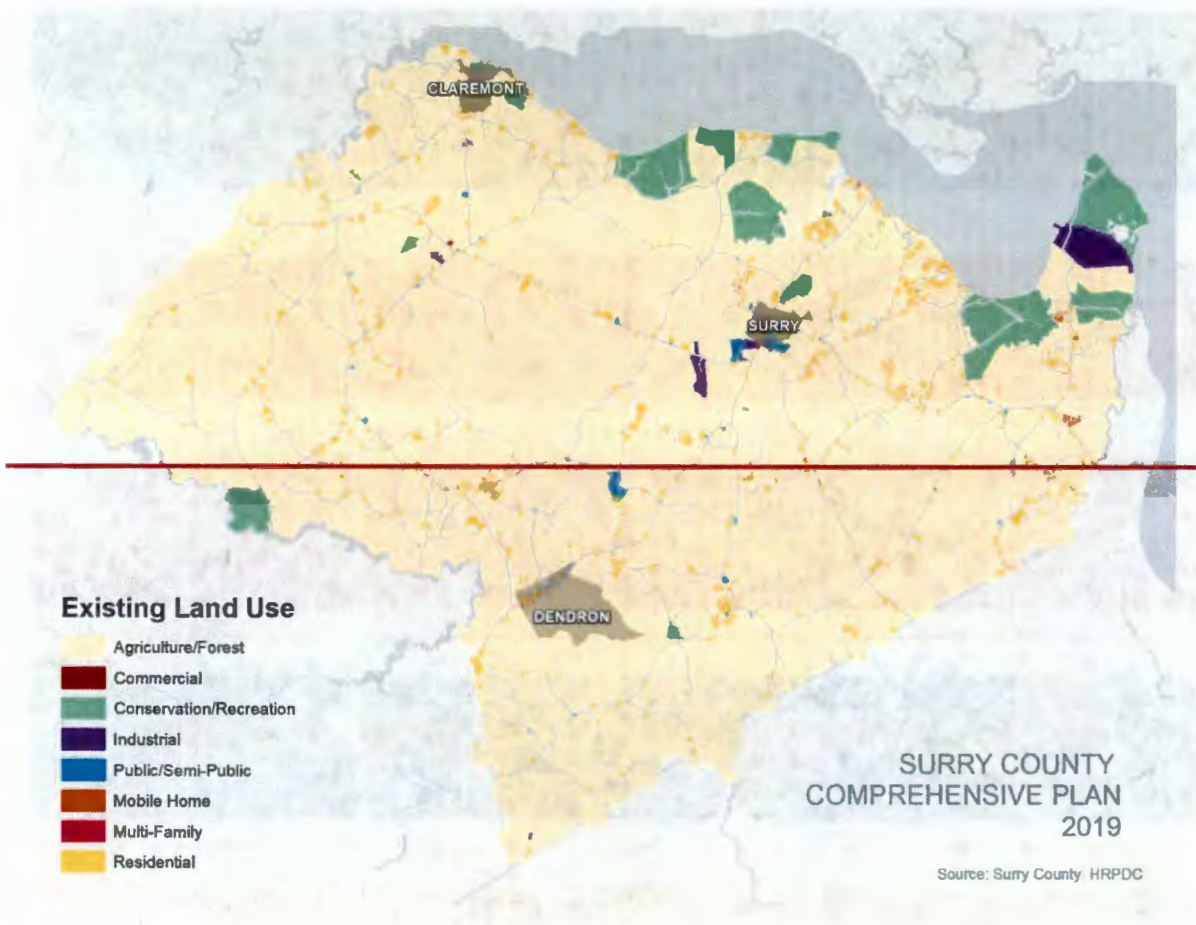 CLAREMONT
SURRY
DENDRON
Existing Land Use
Agriculture/Forest
Commercial
Conservation/Recreation
Industrial
Public/Semi-Public
Mobile Home
Multi-Family
Residential
SURRY COUNTY
COMPREHENSIVE PLAN
2019
Source: Surry County HRPDC